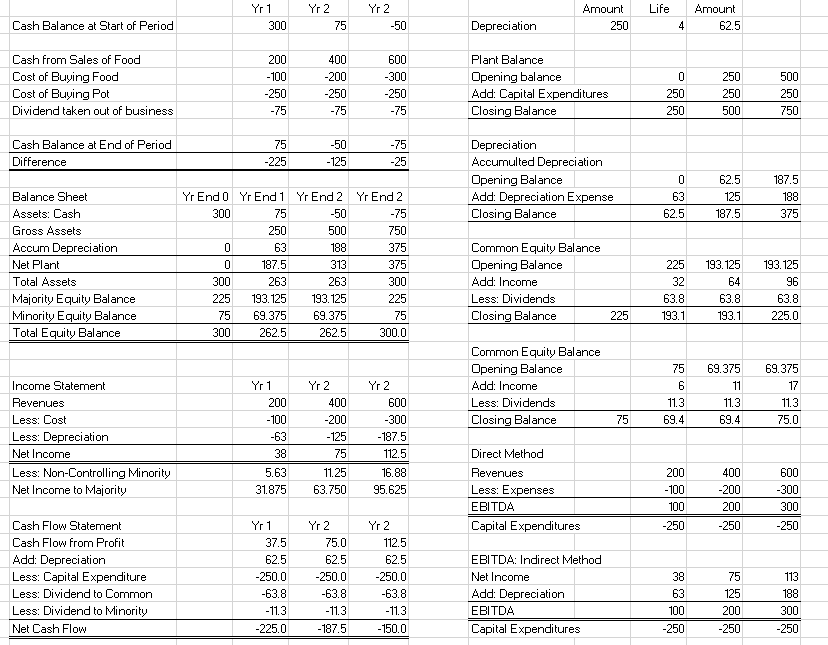 Yr 1 Yr 2 Yr 2
Cash Balance at Start of Period 300 75 -50
Cash from Sales of Food 200 400 600
Cost of Buying Food -100 -200 -300
Cost of Buying Pot -250 -250 -250
Dividend taken out of business -75 -75 -75
Cash Balance at End of Period 75 -50 -75
Difference -225 -125 -25
Balance Sheet Yr End 0 Yr End 1 Yr End 2 Yr End 2
Assets: Cash 300 75 -50 -75
Gross Assets 250 500 750
Accum Depreciation 0 63 188 375
Net Plant 0 187.5 313 375
Total Assets 300 263 263 300
Majority Equity Balance 225 193.125 193.125 225
Minority Equity Balance 75 69.375 69.375 75
Total Equity Balance 300 262.5 262.5 300.0
Income Statement Yr 1 Yr 2 Yr 2
Revenues 200 400 600
Less: Cost -100 -200 -300
Less: Depreciation -63 -125 -187.5
Net Income 38 75 112.5
Less: Non-Controlling Minority 5.63 11.25 16.88
Net Income to Majority 31.875 63.750 95.625
Cash Flow Statement Yr 1 Yr 2 Yr 2
Cash Flow from Profit 37.5 75.0 112.5
Add: Depreciation 62.5 62.5 62.5
Less: Capital Expenditure -250.0 -250.0 -250.0
Less: Dividend to Common -63.8 -63.8 -63.8
Less: Dividend to Minority -11.3 -11.3 -11.3
Net Cash Flow -225.0 -187.5 -150.0
Amount Life Amount
Depreciation 250 4 62.5
Plant Balance
Opening balance 0 250 500
Add: Capital Expenditures 250 250 250
Closing Balance 250 500 750
Depreciation
Accumulted Depreciation
Opening Balance 0 62.5 187.5
Add: Depreciation Expense 63 125 188
Closing Balance 62.5 187.5 375
Common Equity Balance
Opening Balance 225 193.125 193.125
Add: Income 32 64 96
Less: Dividends 63.8 63.8 63.8
Closing Balance 225 193.1 193.1 225.0
Common Equity Balance
Opening Balance 75 69.375 69.375
Add: Income 6 11 17
Less: Dividends 11.3 11.3 11.3
Closing Balance 75 69.4 69.4 75.0
Direct Method
Revenues 200 400 600
Less: Expenses -100 -200 -300
EBITDA 100 200 300
Capital Expenditures -250 -250 -250
EBITDA: Indirect Method
Net Income 38 75 113
Add: Depreciation 63 125 188
EBITDA 100 200 300
Capital Expenditures -250 -250 -250